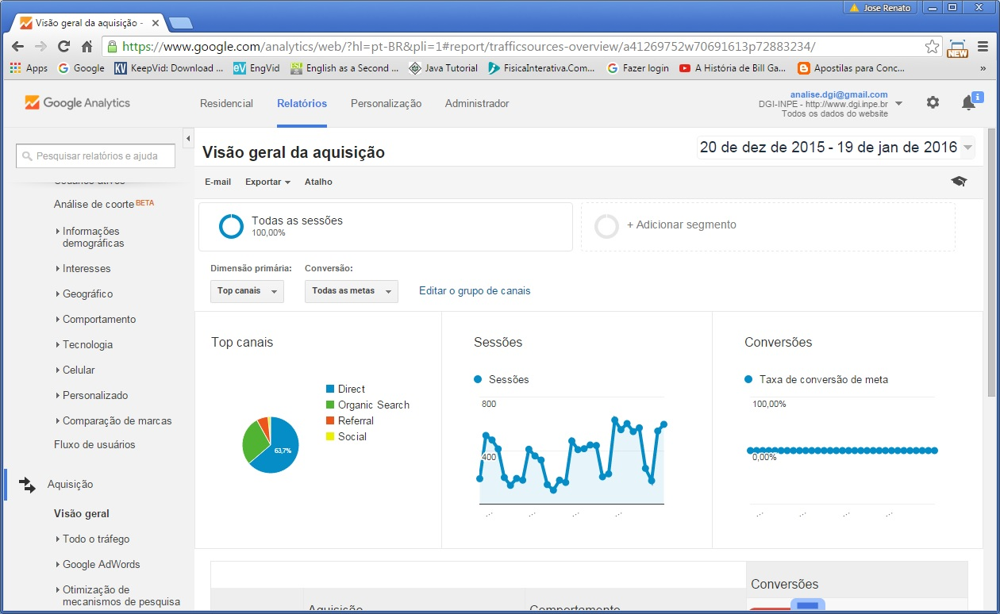 Jose Renato
Visão geral da aquisição -
https://www.google.com/analytics/web/?hl=pt-BR&pli=1#report/trafficsources-overview/a41269752w70691613p72883234/
NEW
Apps Google KeepVid: Download ... EngVid English as a Second ... Java Tutorial FisicaInterativa.Com... Fazer login A História de Bill Ga... Apostilas para Conc... »
Google Analytics
Residencial Relatórios Personalização Administrador
analise.dgi@gmail.com
DGI-INPE - http://www.dgi.inpe.br
Todos os dados do website
Pesquisar relatórios e ajuda
Usuários ativos
Análise de coorte BETA
Informações
demográficas
Interesses
Geográfico
Comportamento
Tecnologia
Celular
Personalizado
Comparação de marcas
Fluxo de usuários
Aquisição
Visão geral
Todo o tráfego
Google AdWords
Otimização de
mecanismos de pesquisa
Visão geral da aquisição
20 de dez de 2015 - 19 de jan de 2016
E-mail Exportar Atalho
Todas as sessões
100,00%
+ Adicionar segmento
Dimensão primária: Conversão:
Top canais Todas as metas Editar o grupo de canais
Top canais
Direct
Organic Search
Referral
Social
63,7%
Sessões
Sessões
800
400
Conversões
Taxa de conversão de meta
100,00%
0,00%
Conversões
Aquisição Comportamento